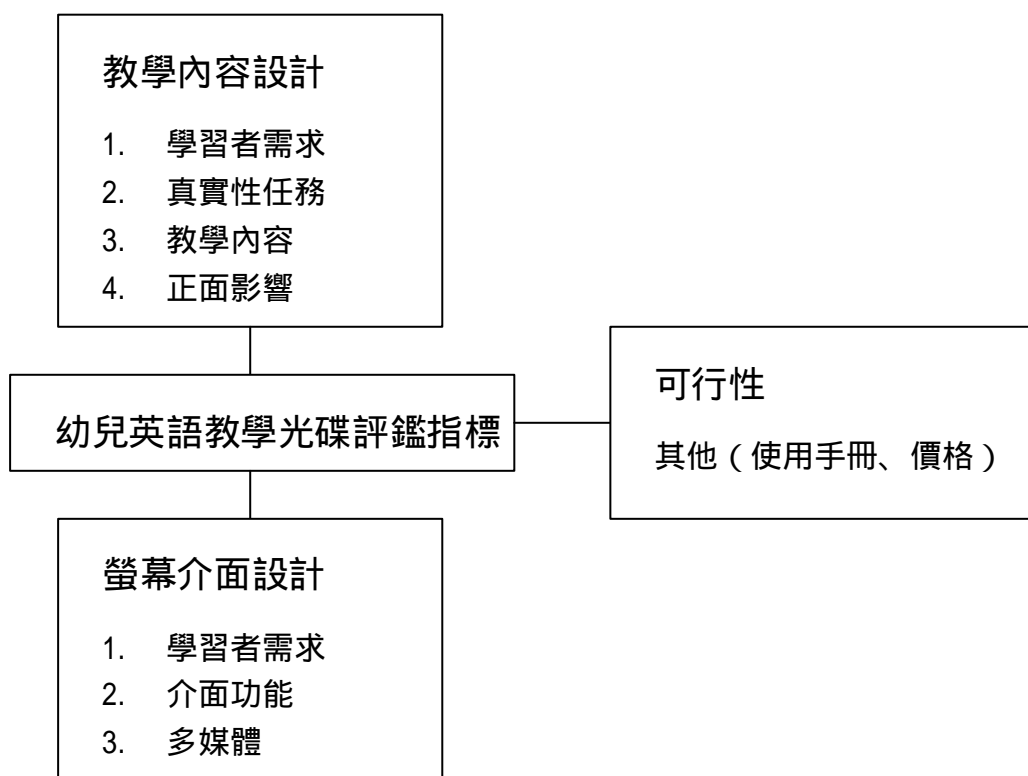 教學內容設計
1. 學習者需求
2. 真實性任務
3. 教學內容
4. 正面影響
幼兒英語教學光碟評鑑指標
可行性
其他（使用手冊、價格）
螢幕介面設計
1. 學習者需求
2. 介面功能
3. 多媒體